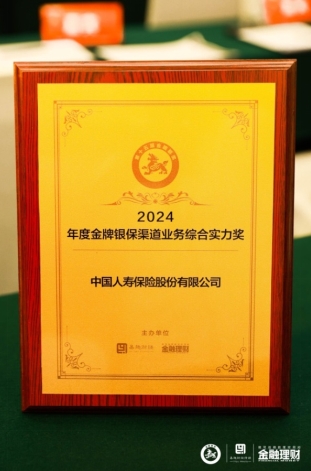 2024
年度金牌银保渠道业务综合实力奖
中国人寿保险股份有限公司
主办单位
金融理财
金融理财